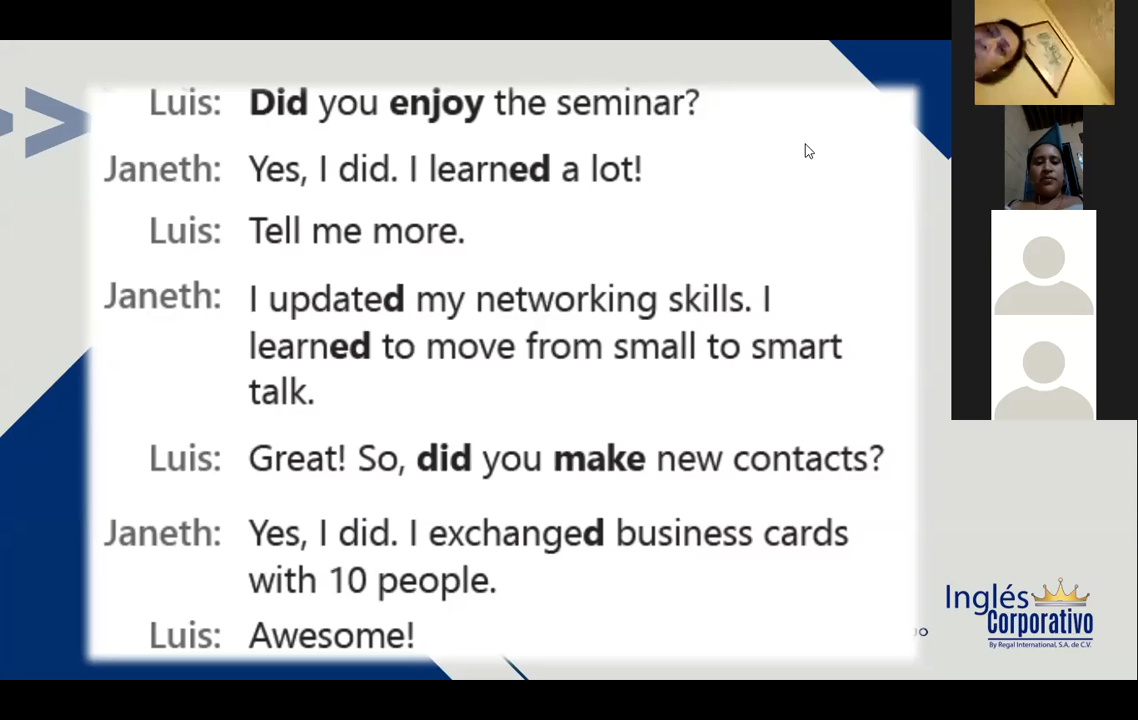 Luis: Did you enjoy the seminar?
Janeth: Yes, I did. I learned a lot!
Luis: Tell me more.
Janeth: I updated my networking skills. I
learned to move from small to smart
talk.
Luis: Great! So, did you make new contacts?
Janeth: Yes, I did. I exchanged business cards
with 10 people.
Luis: Awesome!
Inglés
Corporativo
By Regal International, S.A. de C.V.